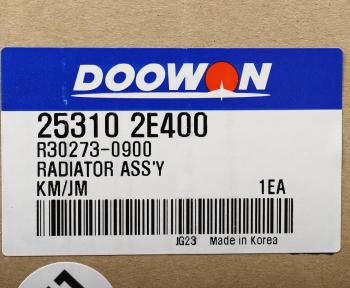 DOOWON
25310 2E400
R30273-0900
RADIATOR ASS'Y
KM/JM 1EA
JG23 Made in Korea